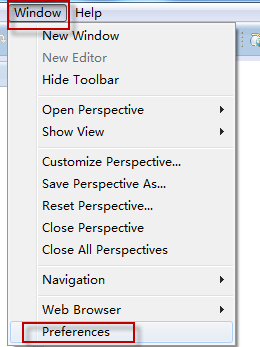 Window Help
New Window
New Editor
Hide Toolbar
Open Perspective
Show View
Customize Perspective...
Save Perspective As...
Reset Perspective...
Close Perspective
Close All Perspectives
Navigation
Web Browser
Preferences